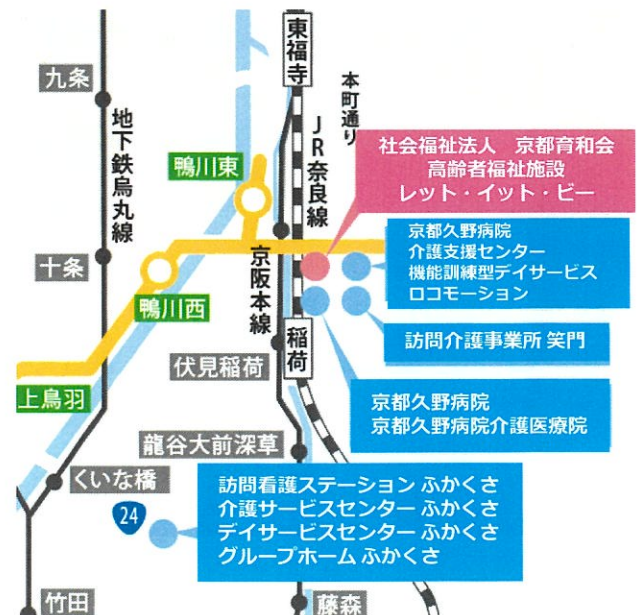 東福寺
本町通り
九条
地下鉄烏丸線
JR奈良線
鴨川東
社会福祉法人 京都育和会
高齢者福祉施設
レット・イット・ビー
京都久野病院
介護支援センター
機能訓練型デイサービス
ロコモーション
十条
京阪本線
鴨川西
稲荷
訪問介護事業所 笑門
伏見稲荷
上鳥羽
京都久野病院
京都久野病院介護医療院
龍谷大前深草
くいな橋
24
訪問看護ステーション ふかくさ
介護サービスセンター ふかくさ
デイサービスセンター ふかくさ
グループホーム ふかくさ
竹田
藤森